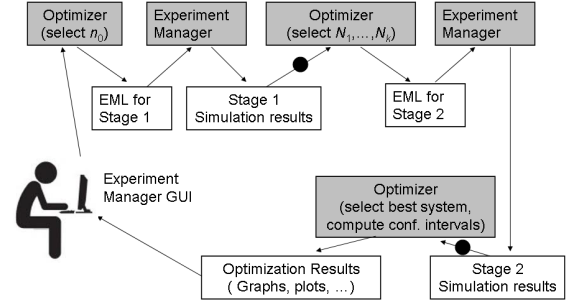 Optimizer
(select n0)
Experiment
Manager
Optimizer
(select N1,…,Nk)
Experiment
Manager
EML for
Stage 1
Stage 1
Simulation results
EML for
Stage 2
Experiment
Manager GUI
Optimizer
(select best system,
compute conf. intervals)
Optimization Results
( Graphs, plots, …)
Stage 2
Simulation results